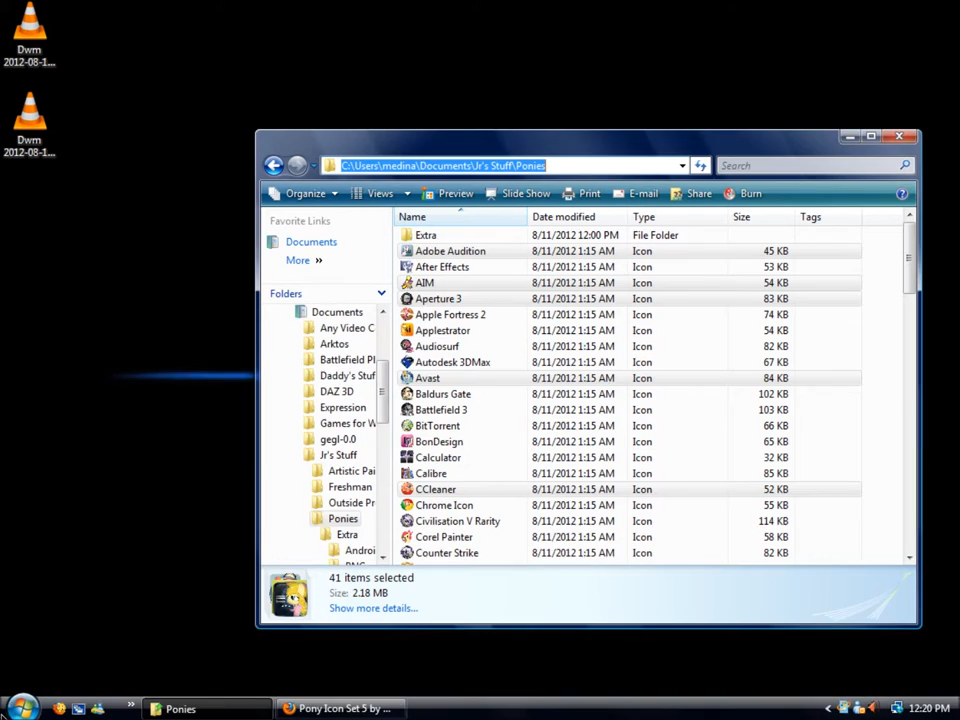 Dwm
2012-08-1...
Dwm
2012-08-1...
C:\Users\medina\Documents\Jr's Stuff\Ponies
Search
Organize Views Preview Slide Show Print E-mail Share Burn
Favorite Links
Documents
More »
Folders
Documents
Any Video C
Arktos
Battlefield Pl
Daddy's Stuf
DAZ 3D
Expression
Games for W
gegl-0.0
Jr's Stuff
Artistic Pai
Freshman
Outside Pr
Ponies
Extra
Androi
Name Date modified Type Size Tags
Extra 8/11/2012 12:00 PM File Folder
Adobe Audition 8/11/2012 1:15 AM Icon 45 KB
After Effects 8/11/2012 1:15 AM Icon 53 KB
AIM 8/11/2012 1:15 AM Icon 54 KB
Aperture 3 8/11/2012 1:15 AM Icon 83 KB
Apple Fortress 2 8/11/2012 1:15 AM Icon 74 KB
Applestrator 8/11/2012 1:15 AM Icon 54 KB
Audiosurf 8/11/2012 1:15 AM Icon 62 KB
Autodesk 3DMax 8/11/2012 1:15 AM Icon 67 KB
Avast 8/11/2012 1:15 AM Icon 84 KB
Baldurs Gate 8/11/2012 1:15 AM Icon 102 KB
Battlefield 3 8/11/2012 1:15 AM Icon 103 KB
BitTorrent 8/11/2012 1:15 AM Icon 66 KB
BonDesign 8/11/2012 1:15 AM Icon 65 KB
Calculator 8/11/2012 1:15 AM Icon 32 KB
Calibre 8/11/2012 1:15 AM Icon 85 KB
CCleaner 8/11/2012 1:15 AM Icon 52 KB
Chrome Icon 8/11/2012 1:15 AM Icon 55 KB
Civilisation V Rarity 8/11/2012 1:15 AM Icon 114 KB
Corel Painter 8/11/2012 1:15 AM Icon 58 KB
Counter Strike 8/11/2012 1:15 AM Icon 82 KB
41 items selected
Size: 2.18 MB
Show more details...
Ponies
Pony Icon Set 5 by ...
12:20 PM